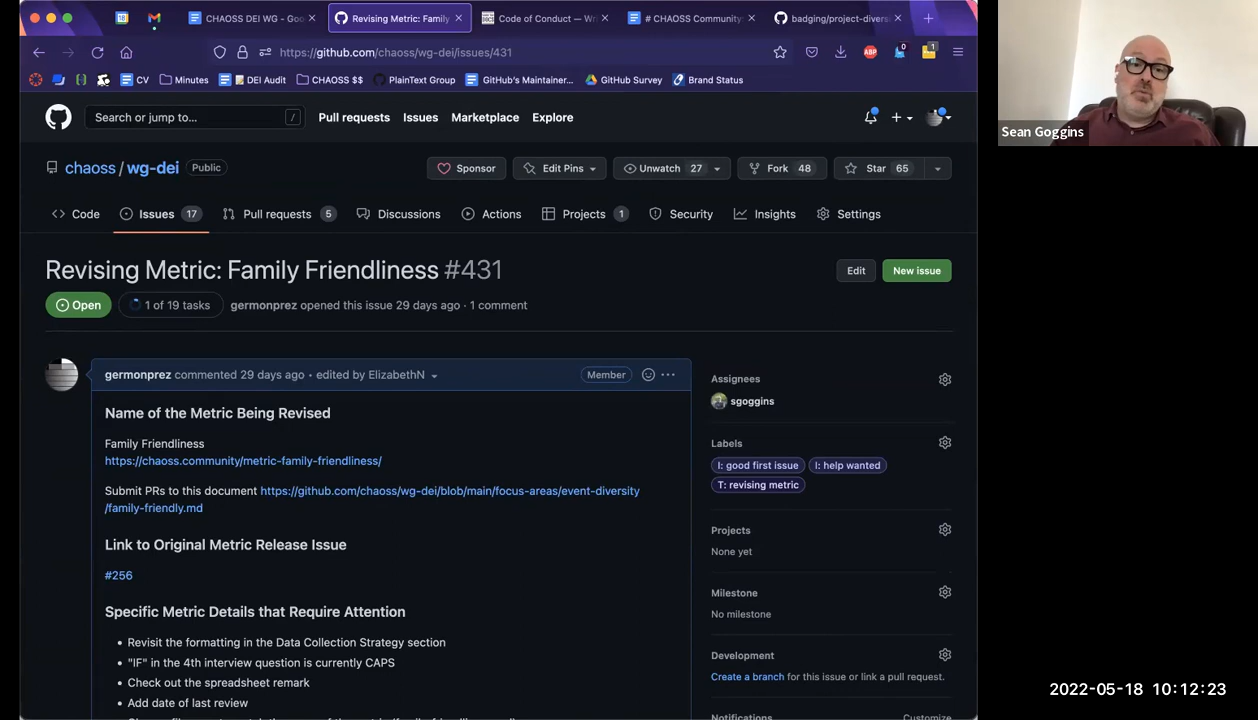 CHAOSS DEI WG - Goo
Revising Metric: Family
Code of Conduct — Wri
# CHAOSS Community
badging/project-divers
https://github.com/chaoss/wg-dei/issues/431
ABP
0
1
CV
Minutes
DEI Audit
CHAOSS $$
PlainText Group
GitHub's Maintainer...
GitHub Survey
Brand Status
Sean Goggins
Search or jump to...
/
Pull requests
Issues
Marketplace
Explore
chaoss / wg-dei
Public
Sponsor
Edit Pins
Unwatch 27
Fork 48
Star 65
Code
Issues 17
Pull requests 5
Discussions
Actions
Projects 1
Security
Insights
Settings
Revising Metric: Family Friendliness #431
Edit
New issue
Open
1 of 19 tasks
germonprez opened this issue 29 days ago · 1 comment
germonprez commented 29 days ago • edited by ElizabethN
Member
Name of the Metric Being Revised
Family Friendliness
https://chaoss.community/metric-family-friendliness/
Submit PRs to this document https://github.com/chaoss/wg-dei/blob/main/focus-areas/event-diversity
/family-friendly.md
Link to Original Metric Release Issue
#256
Specific Metric Details that Require Attention
• Revisit the formatting in the Data Collection Strategy section
• "IF" in the 4th interview question is currently CAPS
• Check out the spreadsheet remark
• Add date of last review
Assignees
sgoggins
Labels
I: good first issue
I: help wanted
T: revising metric
Projects
None yet
Milestone
No milestone
Development
Create a branch for this issue or link a pull request.
Notifications
Customize
2022-05-18 10:12:23